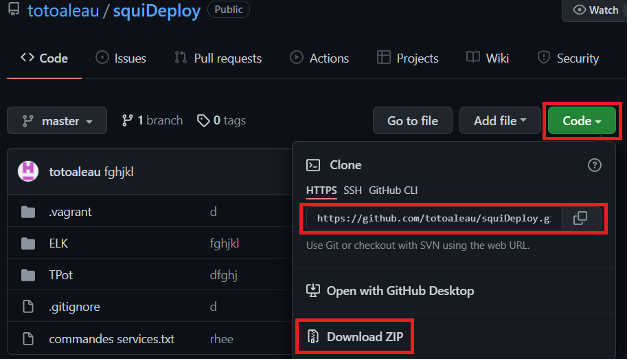 totoaleau / squiDeploy Public Watch
Code Issues Pull requests Actions Projects Wiki Security
master 1 branch 0 tags Go to file Add file Code
totoaleau fghjkl
.vagrant d
ELK fghjkl
TPot dfghj
.gitignore d
commandes services.txt rhee
Clone
HTTPS SSH GitHub CLI
https://github.com/totoaleau/squiDeploy.g
Use Git or checkout with SVN using the web URL.
Open with GitHub Desktop
Download ZIP